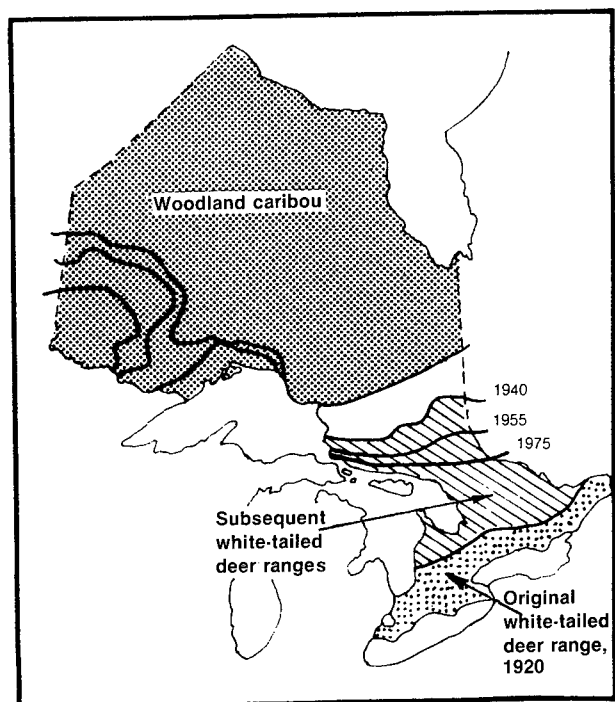 Woodland caribou
1940
1955
1975
Subsequent
white-tailed
deer ranges
Original
white-tailed
deer range,
1920